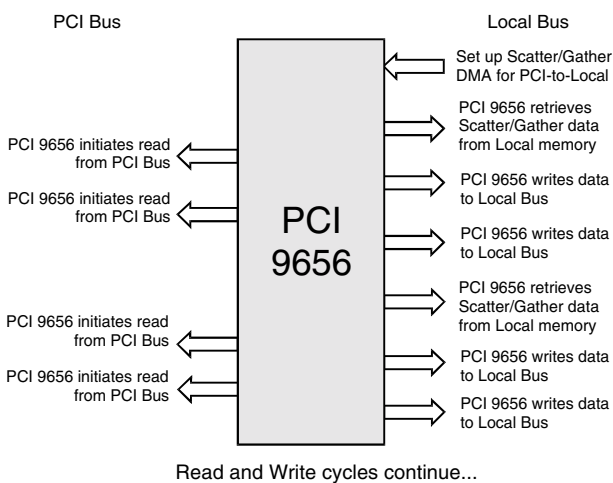 PCI Bus
Local Bus
Set up Scatter/Gather
DMA for PCI-to-Local
PCI 9656 retrieves
Scatter/Gather data
from Local memory
PCI 9656 initiates read
from PCI Bus
PCI 9656 writes data
to Local Bus
PCI 9656 initiates read
from PCI Bus
PCI
9656
PCI 9656 writes data
to Local Bus
PCI 9656 retrieves
Scatter/Gather data
from Local memory
PCI 9656 initiates read
from PCI Bus
PCI 9656 writes data
to Local Bus
PCI 9656 initiates read
from PCI Bus
PCI 9656 writes data
to Local Bus
Read and Write cycles continue...